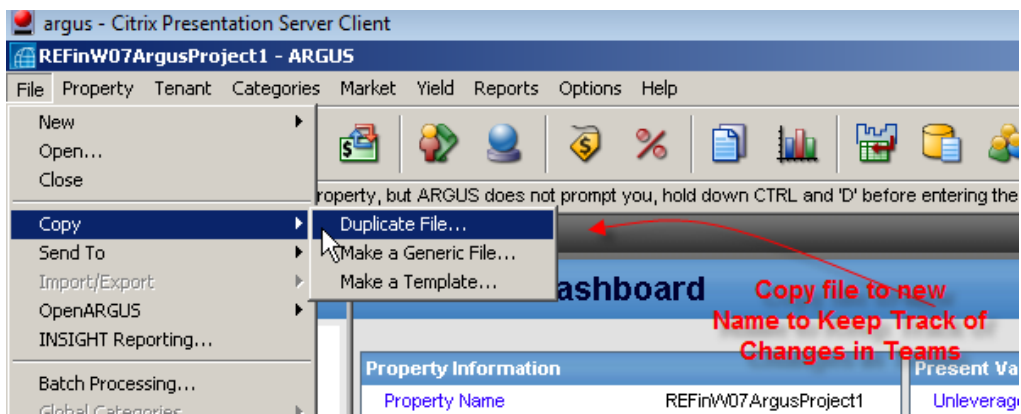 argus - Citrix Presentation Server Client
REFinW07ArgusProject1 - ARGUS
File Property Tenant Categories Market Yield Reports Options Help
New
Open...
Close
roperty, but ARGUS does not prompt you, hold down CTRL and 'D' before entering the
Copy
Duplicate File...
Send To
Make a Generic File...
Import/Export
Make a Template...
ashboard
OpenARGUS
INSIGHT Reporting...
Copy file to new
Name to Keep Track of
Changes in Teams
Property Information
Present Va
Batch Processing...
Property Name REFinW07ArgusProject1
Unleverage
Global Categories